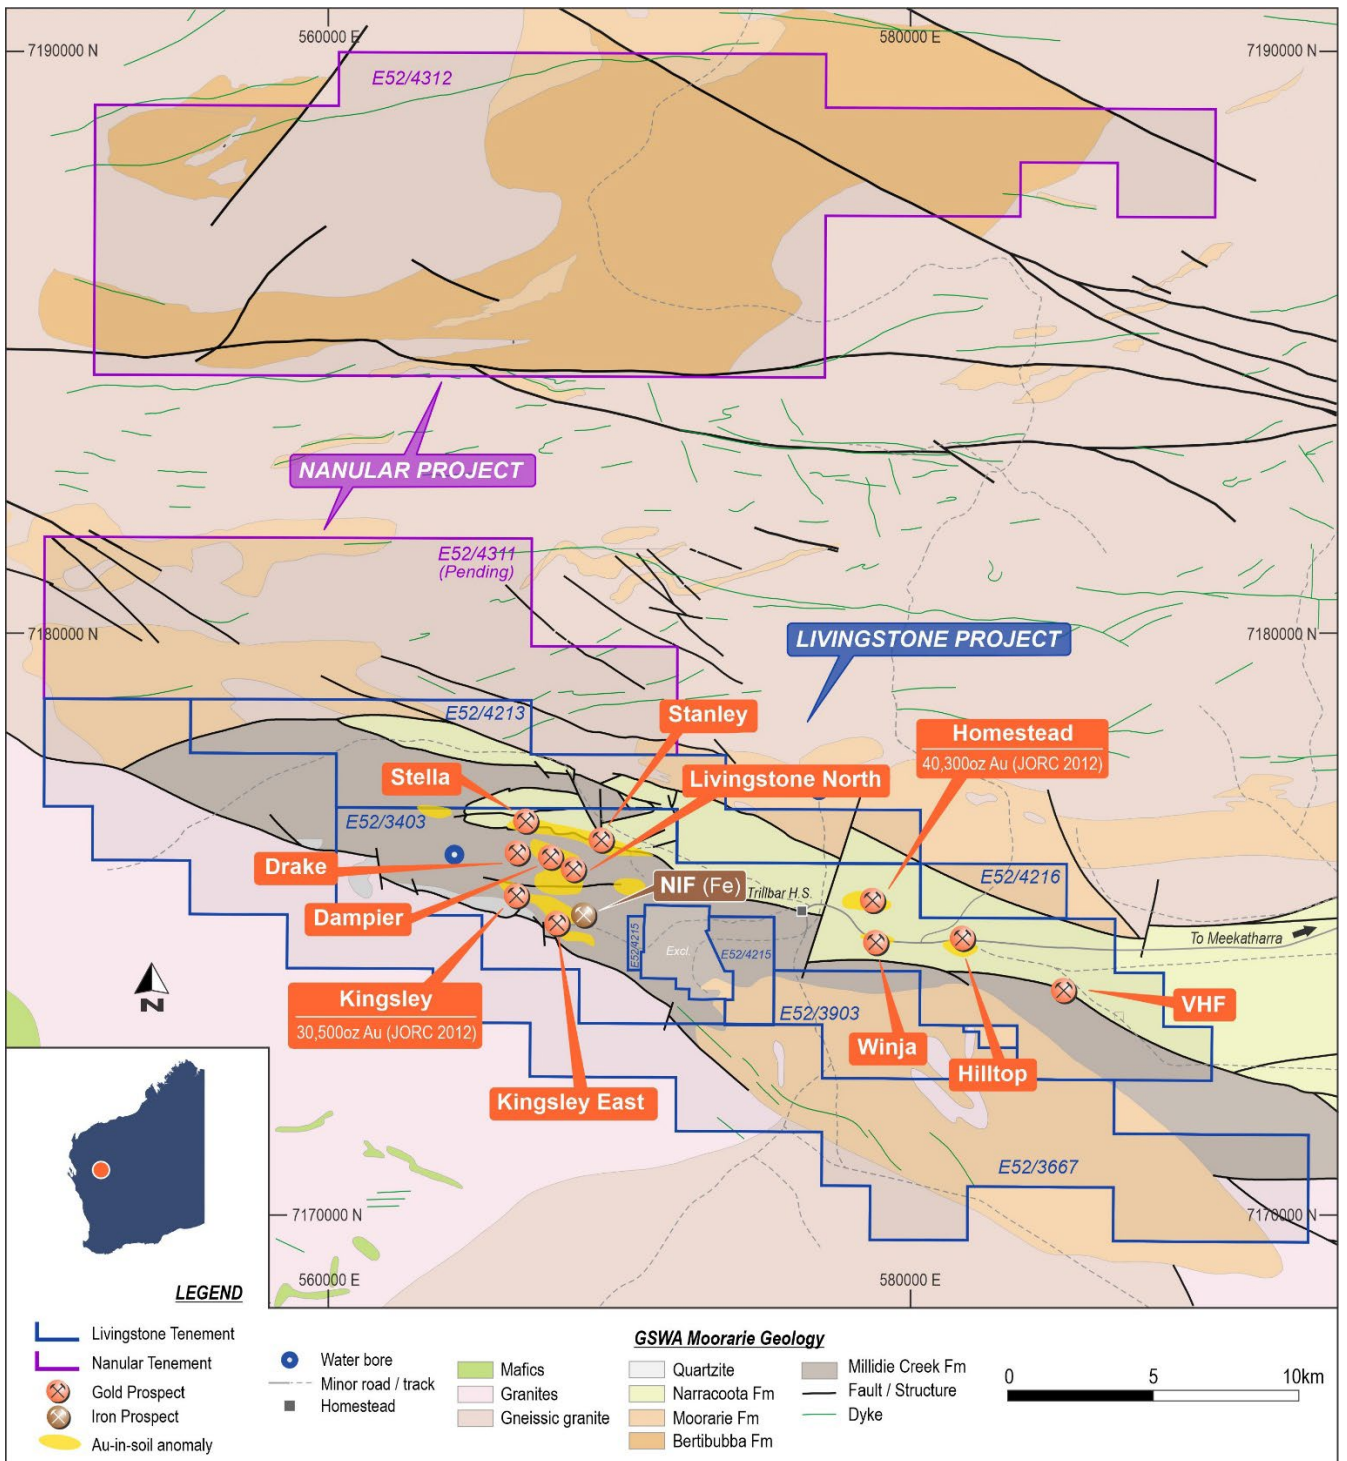 560000 E
580000 E
7190000 N
7190000 N
E52/4312
NANULAR PROJECT
E52/4311
(Pending)
7180000 N
7180000 N
LIVINGSTONE PROJECT
E52/4213
Stanley
Homestead
40,300oz Au (JORC 2012)
Stella
Livingstone North
E52/3403
Drake
E52/4216
NIF (Fe)
Trillbar H.S.
Dampier
To Meekatharra
E52/4215
Excl.
E52/4215
Kingsley
30,500oz Au (JORC 2012)
N
E52/3903
VHF
Winja
Hilltop
Kingsley East
E52/3667
7170000 N
7170000 N
560000 E
580000 E
LEGEND
Livingstone Tenement
Nanular Tenement
Gold Prospect
Iron Prospect
Au-in-soil anomaly
Water bore
Minor road / track
Homestead
Mafics
Granites
Gneissic granite
GSWA Moorarie Geology
Quartzite
Narracoota Fm
Moorarie Fm
Bertibubba Fm
Millidie Creek Fm
Fault / Structure
Dyke
0 5 10km